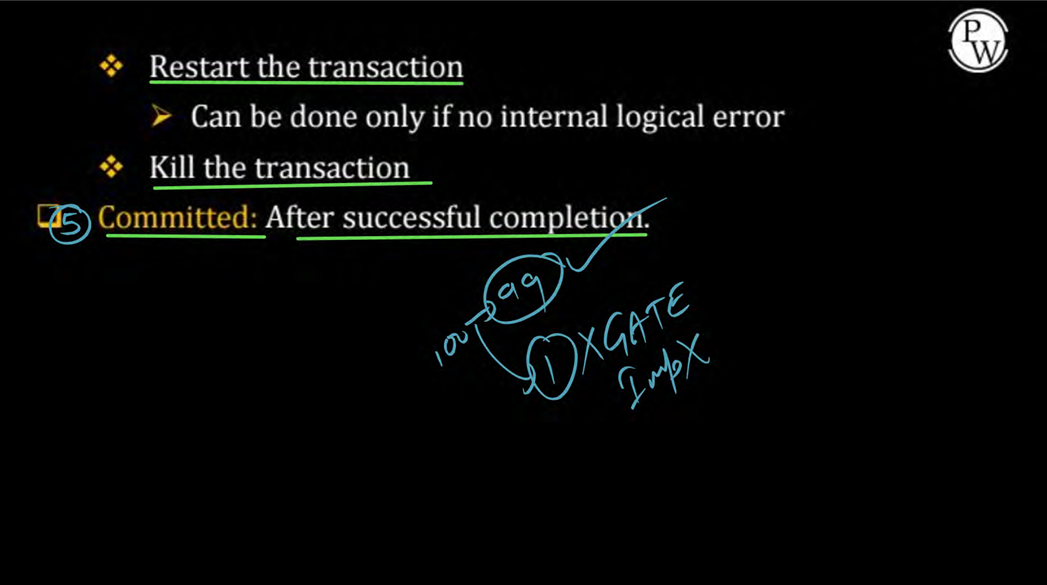 PW
Restart the transaction
Can be done only if no internal logical error
Kill the transaction
5 Committed: After successful completion.
99
100
1 X GATE
Imp X